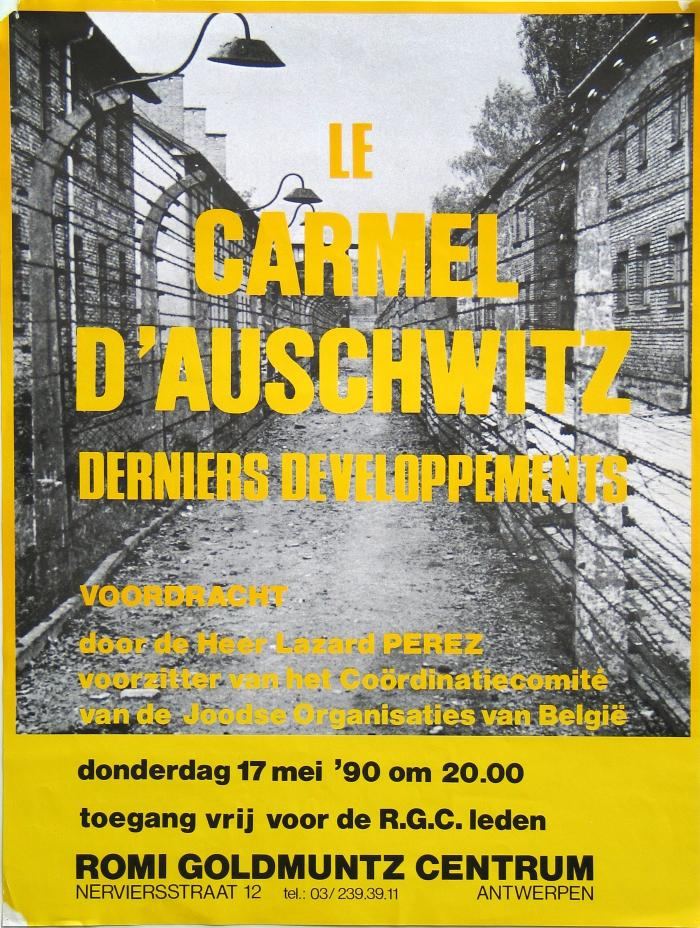 LE
CARMEL
D'AUSCHWITZ
DERNIERS DEVELOPPEMENTS
VOORDRACHT
door de Heer Lazard PEREZ
voorzitter van het Coördinatiecomité
van de Joodse Organisaties van België
donderdag 17 mei '90 om 20.00
toegang vrij voor de R.G.C. leden
ROMI GOLDMUNTZ CENTRUM
NERVIERSSTRAAT 12 tel.: 03/239.39.11 ANTWERPEN